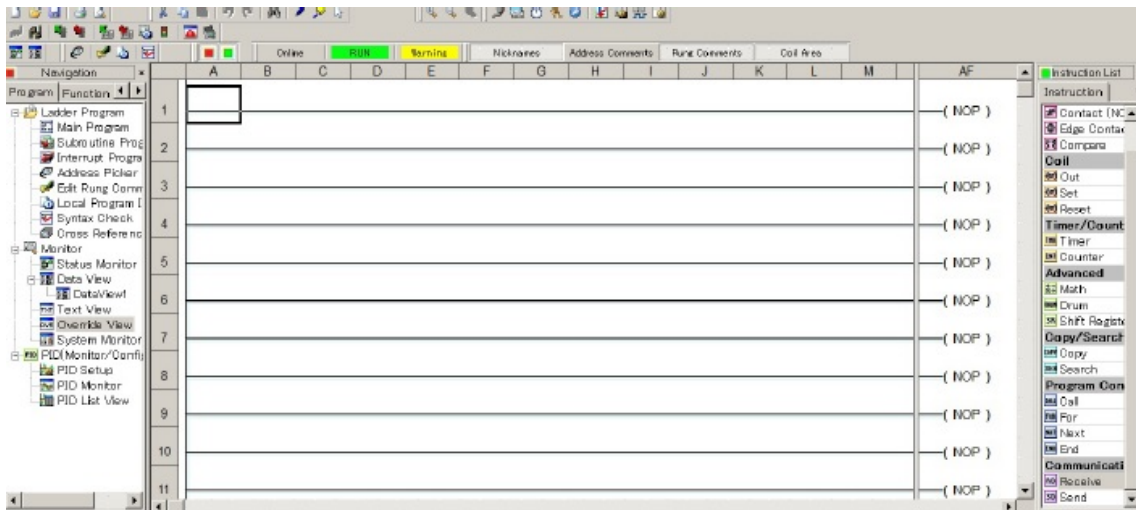 Online RUN Warning Nicknames Address Comments Rung Comments Coil Area
Navigation
Program Function
Ladder Program
Main Program
Subroutine Prog
Interrupt Progra
Address Picker
Edit Rung Comm
Local Program I
Syntax Check
Cross Referenc
Monitor
Status Monitor
Data View
DataView1
Text View
Override View
System Monitor
PID(Monitor/Config
PID Setup
PID Monitor
PID List View
A B C D E F G H I J K L M AF
1 ( NOP )
2 ( NOP )
3 ( NOP )
4 ( NOP )
5 ( NOP )
6 ( NOP )
7 ( NOP )
8 ( NOP )
9 ( NOP )
10 ( NOP )
11 ( NOP )
Instruction List
Instruction
Contact (NC
Edge Contac
Compare
Coil
Out
Set
Reset
Timer/Count
Timer
Counter
Advanced
Math
Drum
Shift Registe
Copy/Search
Copy
Search
Program Con
Call
For
Next
End
Communicati
Receive
Send